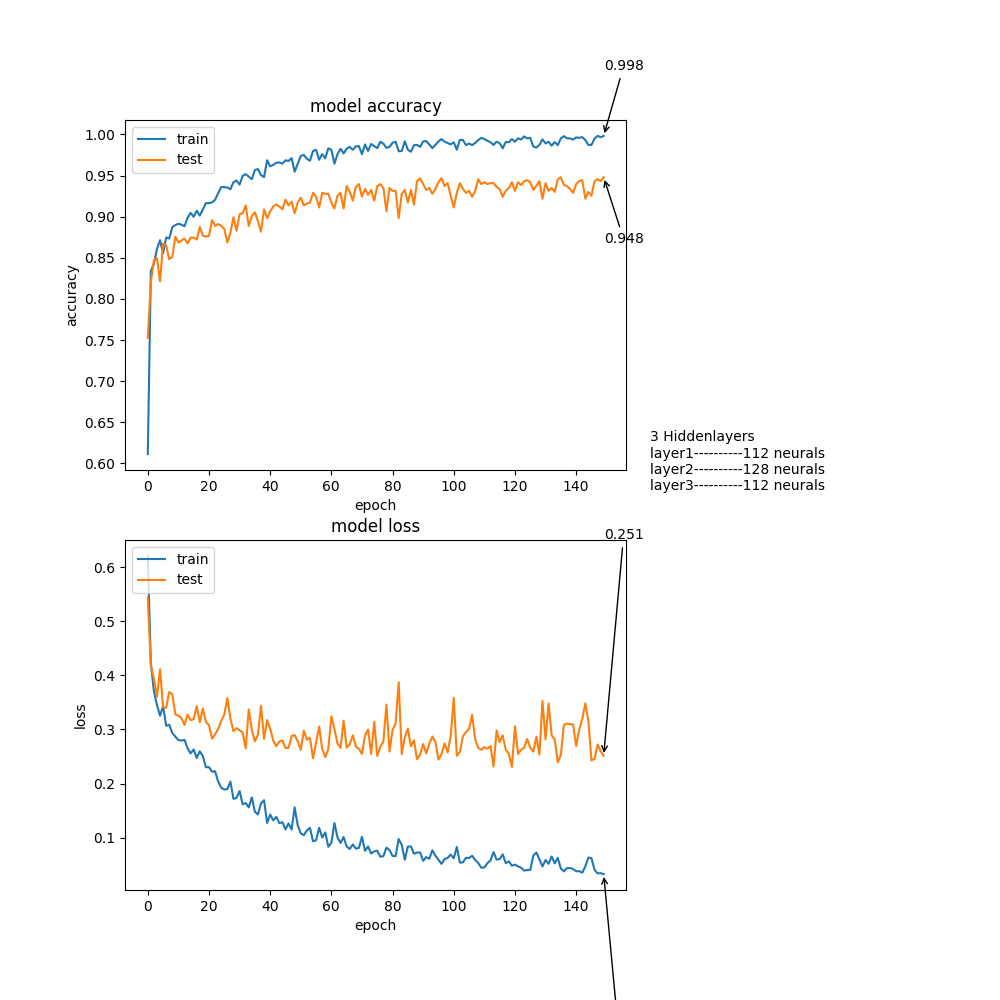 0.998
model accuracy
train
test
1.00
0.95
0.90
0.85
0.80
0.75
0.70
0.65
0.60
accuracy
0.948
0 20 40 60 80 100 120 140
epoch
3 Hiddenlayers
layer1----------112 neurals
layer2----------128 neurals
layer3----------112 neurals
model loss
0.251
train
test
0.6
0.5
0.4
0.3
0.2
0.1
loss
0 20 40 60 80 100 120 140
epoch